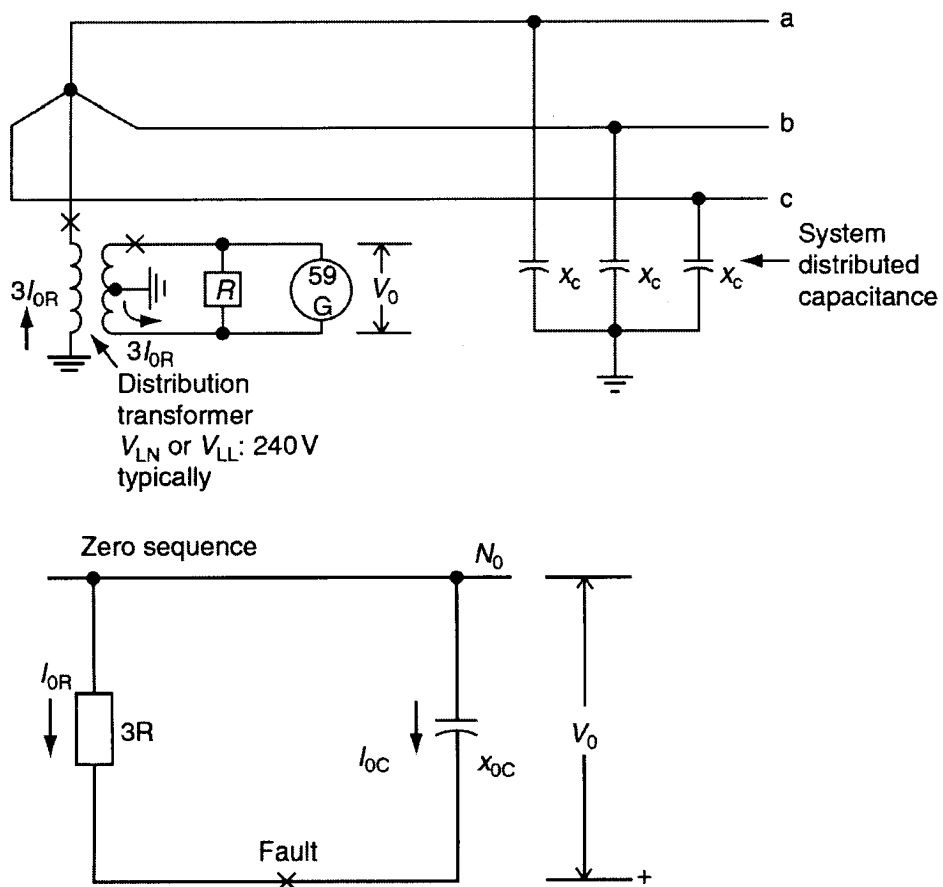 a
b
c
System
distributed
capacitance
x_c
x_c
x_c
3I_0R
R
59
G
V_0
3I_0R
Distribution
transformer
V_LN or V_LL: 240 V
typically
Zero sequence
N_0
I_0R
3R
I_0C
x_0C
V_0
Fault
+